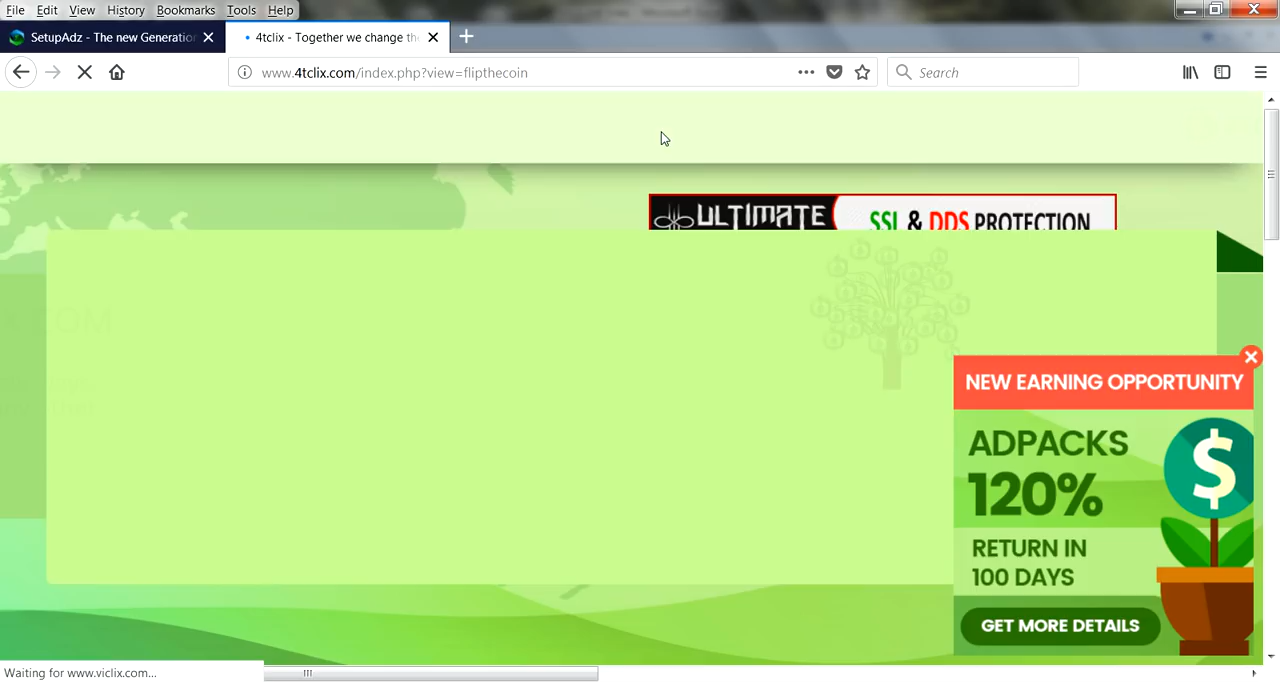 File Edit View History Bookmarks Tools Help
SetupAdz - The new Generation
4tclix - Together we change the
www.4tclix.com/index.php?view=flipthecoin
Search
ULTIMATE SSL & DDS PROTECTION
COM
NEW EARNING OPPORTUNITY
ADPACKS
120%
RETURN IN
100 DAYS
GET MORE DETAILS
Waiting for www.viclix.com...